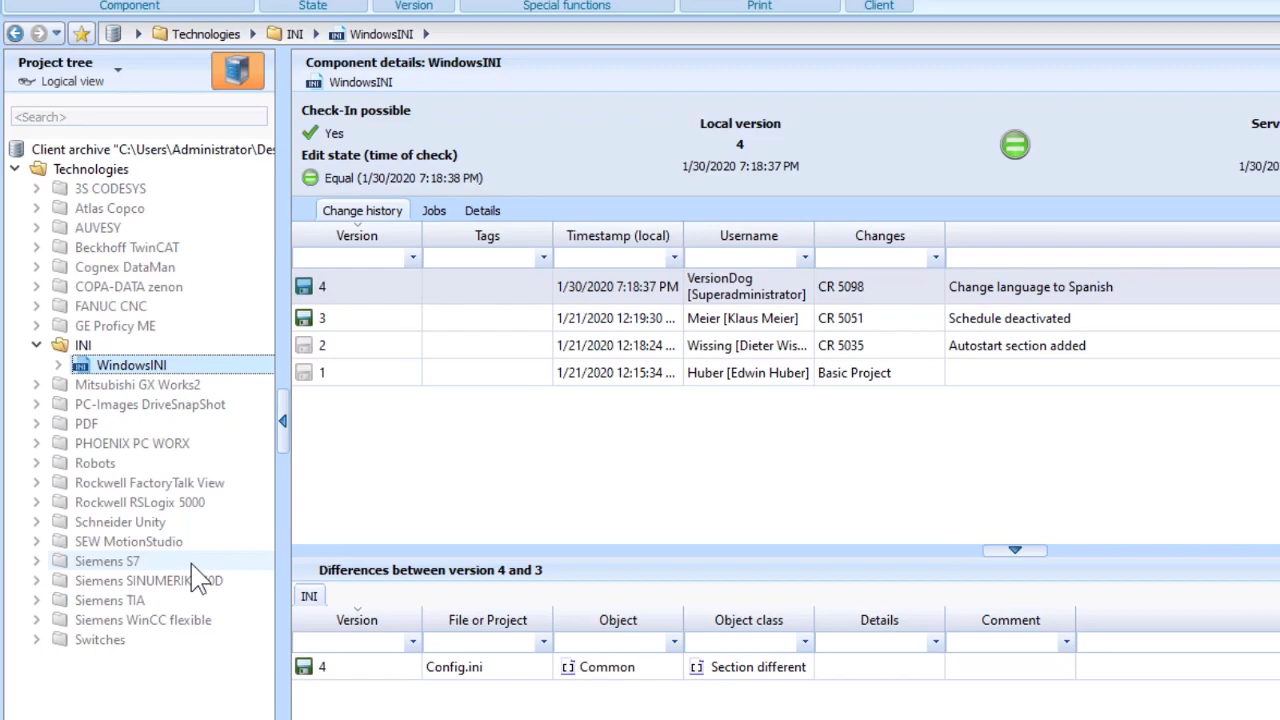 Component State Version Special functions Print Client
Technologies INI WindowsINI
Project tree
Logical view
<Search>
Client archive "C:\Users\Administrator\Des
Technologies
3S CODESYS
Atlas Copco
AUVESY
Beckhoff TwinCAT
Cognex DataMan
COPA-DATA zenon
FANUC CNC
GE Proficy ME
INI
WindowsINI
Mitsubishi GX Works2
PC-Images DriveSnapShot
PDF
PHOENIX PC WORX
Robots
Rockwell FactoryTalk View
Rockwell RSLogix 5000
Schneider Unity
SEW MotionStudio
Siemens S7
Siemens SINUMERIK
Siemens TIA
Siemens WinCC flexible
Switches
Component details: WindowsINI
WindowsINI
Check-In possible
Yes
Edit state (time of check)
Equal (1/30/2020 7:18:38 PM)
Local version
4
1/30/2020 7:18:37 PM
Serv
1/30/20
Change history Jobs Details
Version Tags Timestamp (local) Username Changes
4 1/30/2020 7:18:37 PM VersionDog [Superadministrator] CR 5098 Change language to Spanish
3 1/21/2020 12:19:30 ... Meier [Klaus Meier] CR 5051 Schedule deactivated
2 1/21/2020 12:18:24 ... Wissing [Dieter Wis... CR 5035 Autostart section added
1 1/21/2020 12:15:34 ... Huber [Edwin Huber] Basic Project
Differences between version 4 and 3
INI
Version File or Project Object Object class Details Comment
4 Config.ini Common Section different